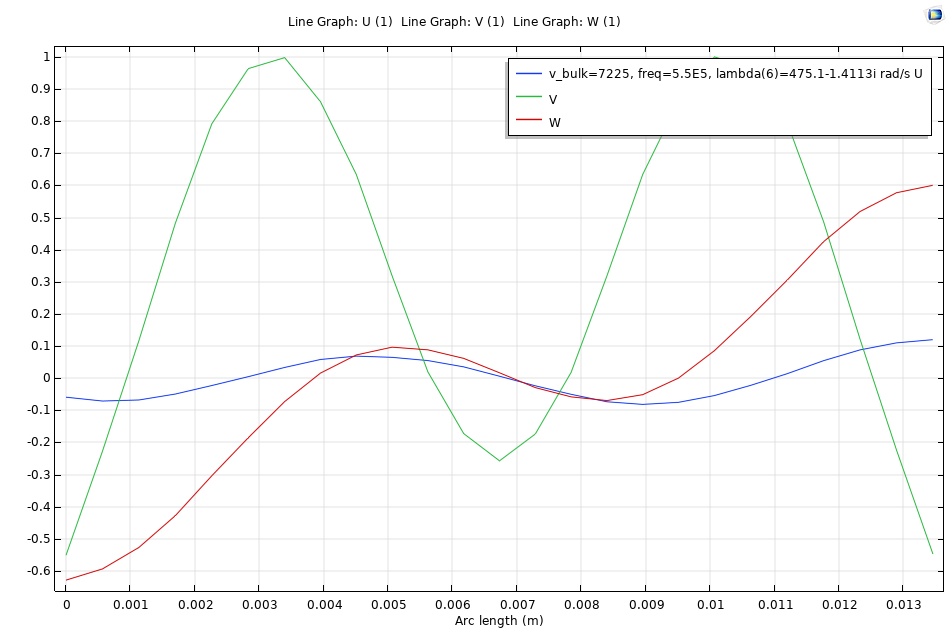 Line Graph: U (1)  Line Graph: V (1)  Line Graph: W (1)
v_bulk=7225, freq=5.5E5, lambda(6)=475.1-1.4113i rad/s U
V
W
1
0.9
0.8
0.7
0.6
0.5
0.4
0.3
0.2
0.1
0
-0.1
-0.2
-0.3
-0.4
-0.5
-0.6
0 0.001 0.002 0.003 0.004 0.005 0.006 0.007 0.008 0.009 0.01 0.011 0.012 0.013
Arc length (m)